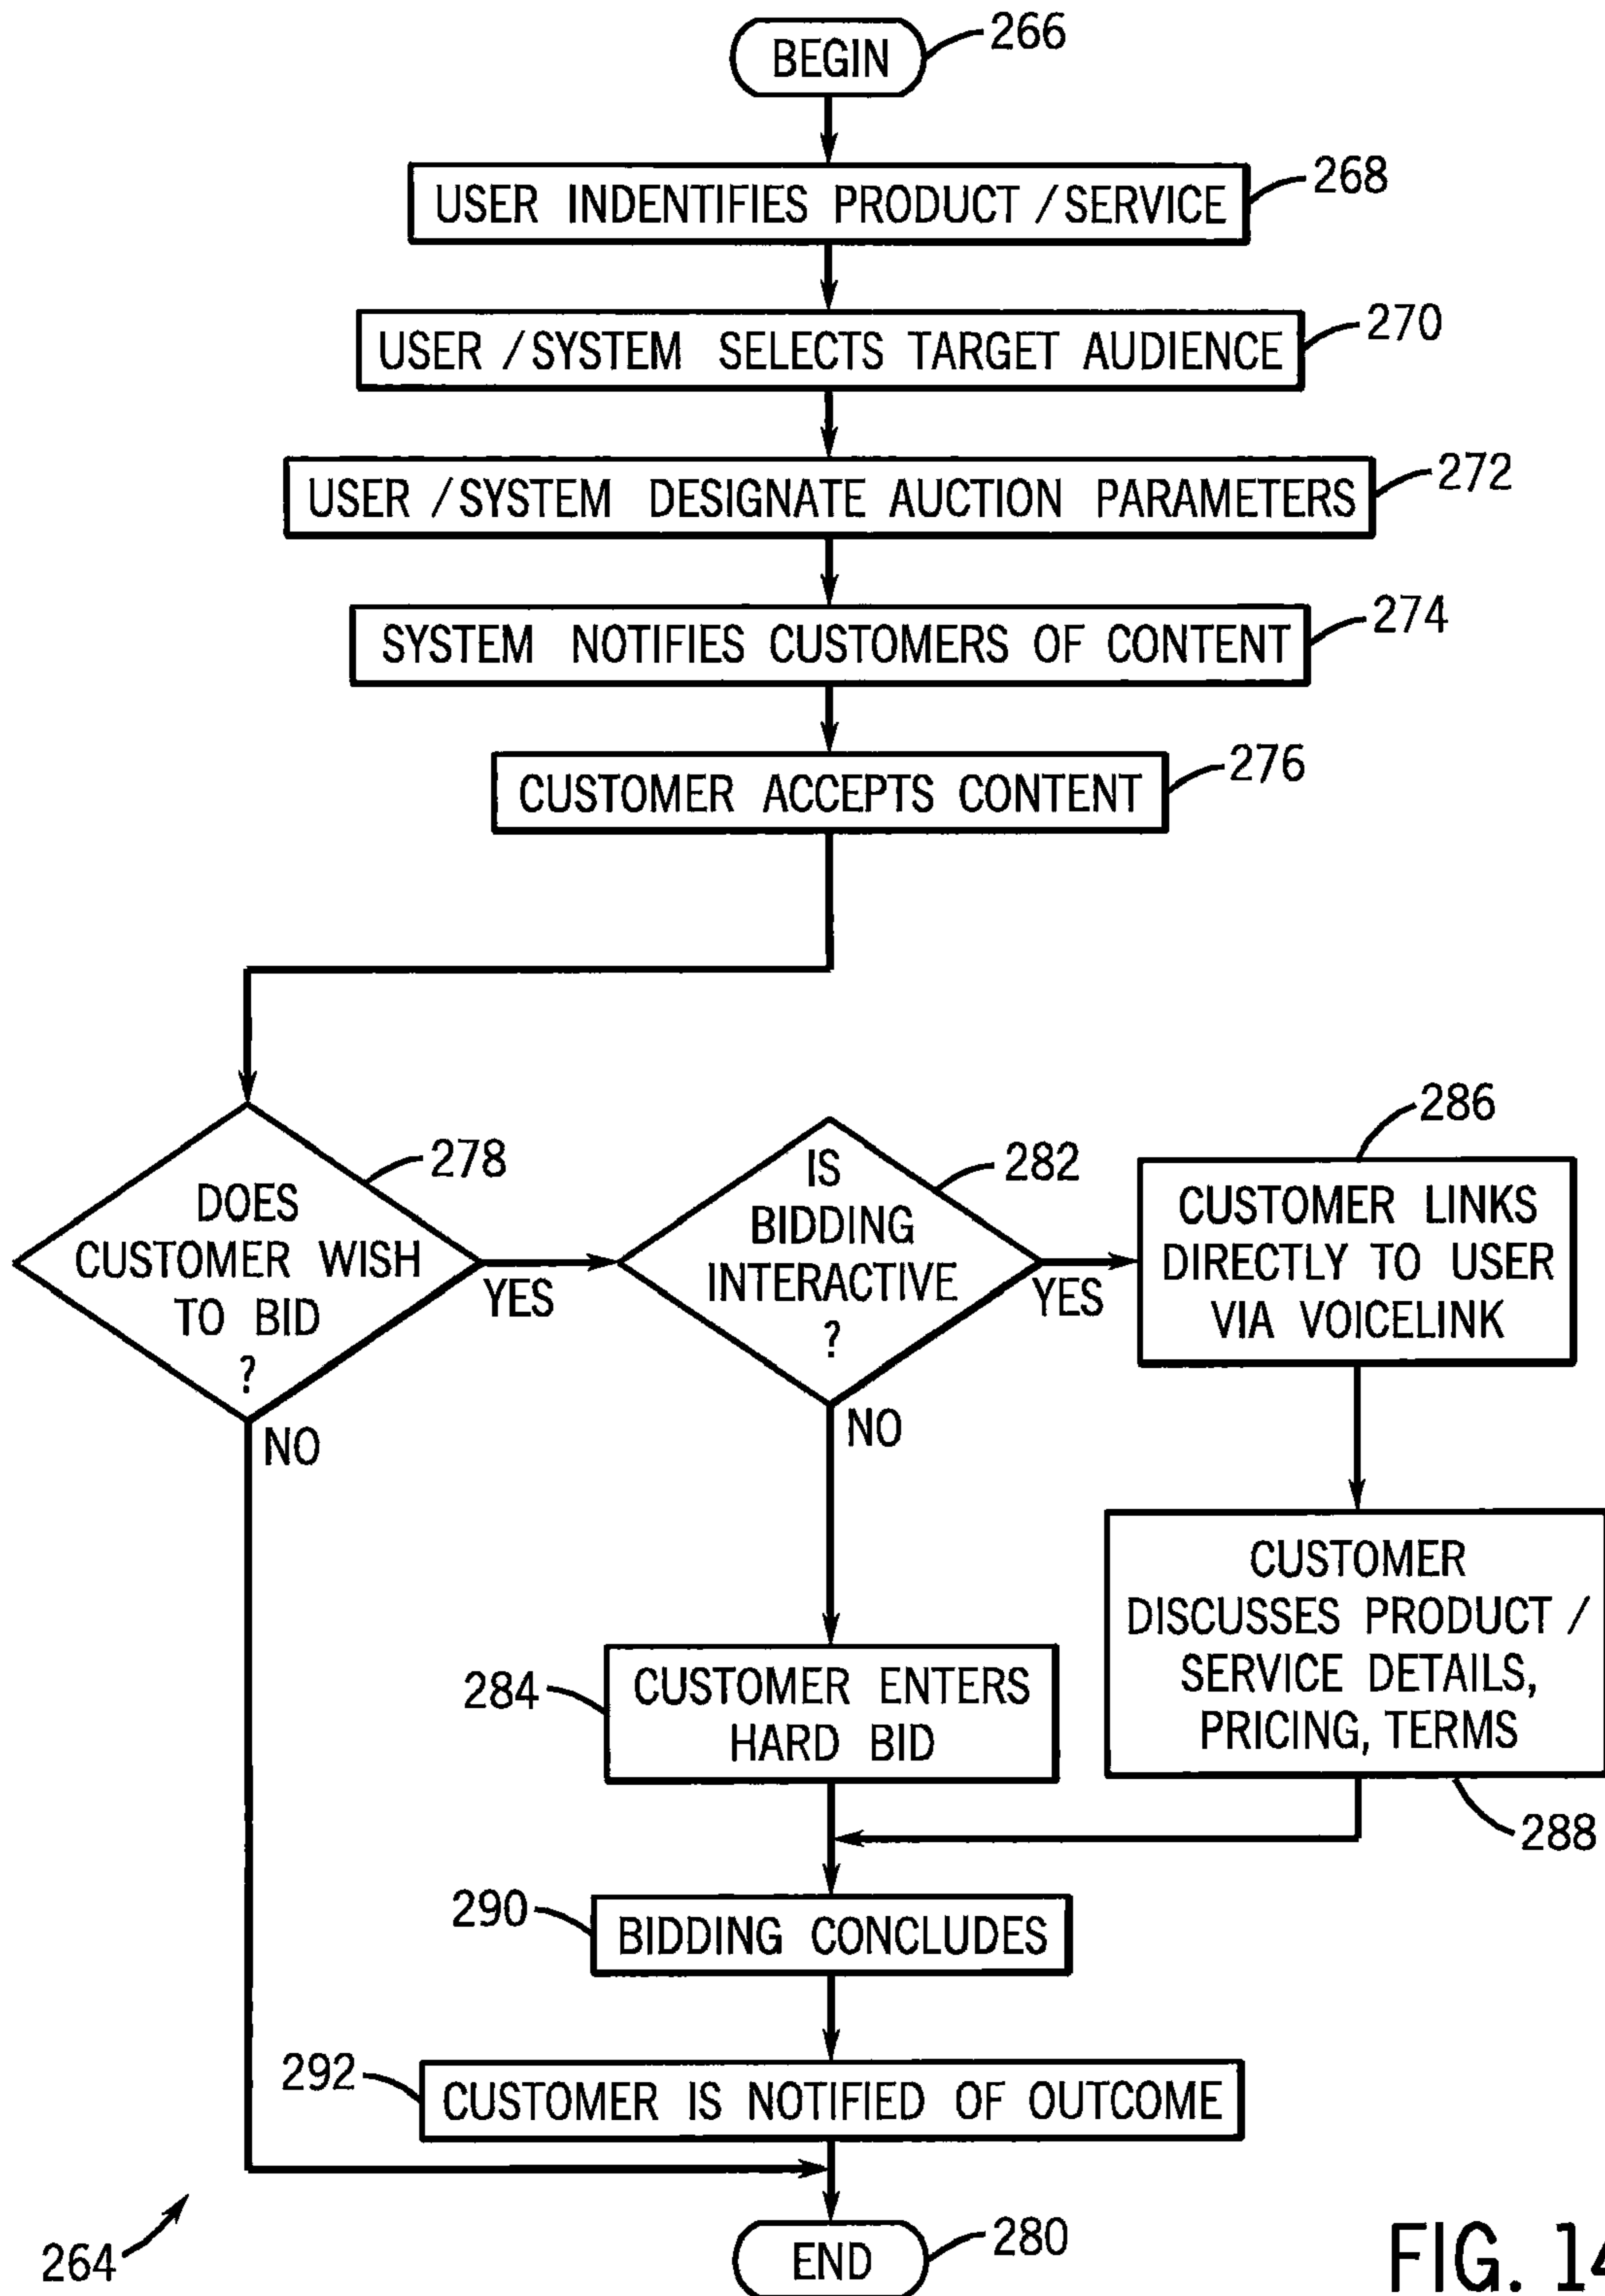 BEGIN
266
USER INDENTIFIES PRODUCT / SERVICE
268
USER / SYSTEM SELECTS TARGET AUDIENCE
270
USER / SYSTEM DESIGNATE AUCTION PARAMETERS
272
SYSTEM NOTIFIES CUSTOMERS OF CONTENT
274
CUSTOMER ACCEPTS CONTENT
276
DOES
CUSTOMER WISH
TO BID
?
278
YES
NO
IS
BIDDING
INTERACTIVE
?
282
YES
NO
286
CUSTOMER LINKS
DIRECTLY TO USER
VIA VOICELINK
CUSTOMER
DISCUSSES PRODUCT /
SERVICE DETAILS,
PRICING, TERMS
288
284
CUSTOMER ENTERS
HARD BID
290
BIDDING CONCLUDES
292
CUSTOMER IS NOTIFIED OF OUTCOME
264
END
280
FIG. 14